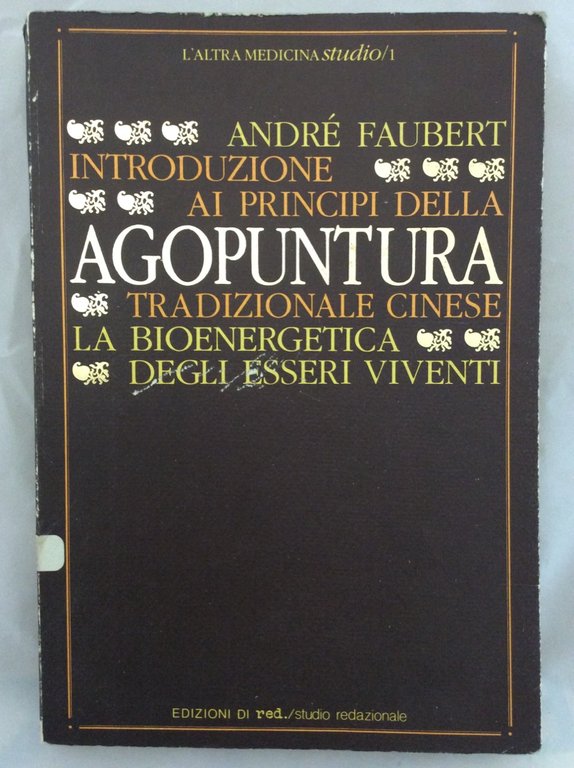 L'ALTRA MEDICINA studio/1
ANDRÉ FAUBERT
INTRODUZIONE
AI PRINCIPI DELLA
AGOPUNTURA
TRADIZIONALE CINESE
LA BIOENERGETICA
DEGLI ESSERI VIVENTI
EDIZIONI DI red./studio redazionale